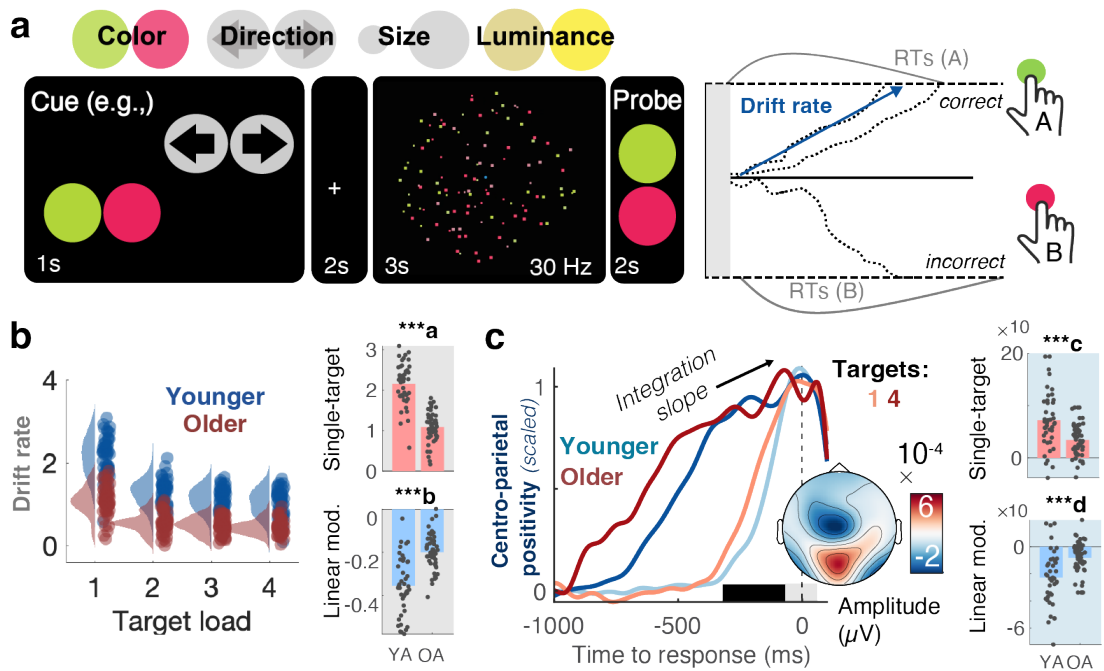 a
Color Direction Size Luminance
Cue (e.g.,)
1s
+
2s
3s
30 Hz
Probe
2s
RTs (A)
Drift rate
correct
A
B
incorrect
RTs (B)
b
Drift rate
4
2
0
Younger
Older
1 2 3 4
Target load
***a
Single-target
3
2
1
0
***b
Linear mod.
0
-0.2
-0.4
YA OA
c
Centro-parietal
positivity (scaled)
1
0
Integration
slope
Targets:
1 4
Younger
Older
10⁻⁴
×
6
-2
Amplitude
(µV)
-1000 -500 0
Time to response (ms)
***c
×10
Single-target
20
0
***d
×10
Linear mod.
0
-6
YA OA